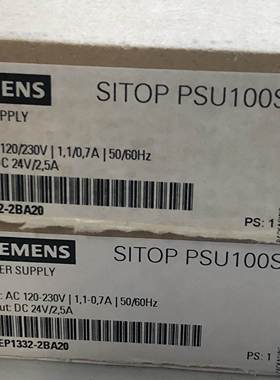 ENS SITOP PSU100S
PPLY
120/230V | 1,1/0,7A | 50/60Hz
C 24V/2,5A
2-2BA20
PS: 1
EMENS SITOP PSU100S
ER SUPPLY
: AC 120-230V | 1,1-0,7A | 50/60Hz
ut: DC 24V/2,5A
EP1332-2BA20
PS: 1